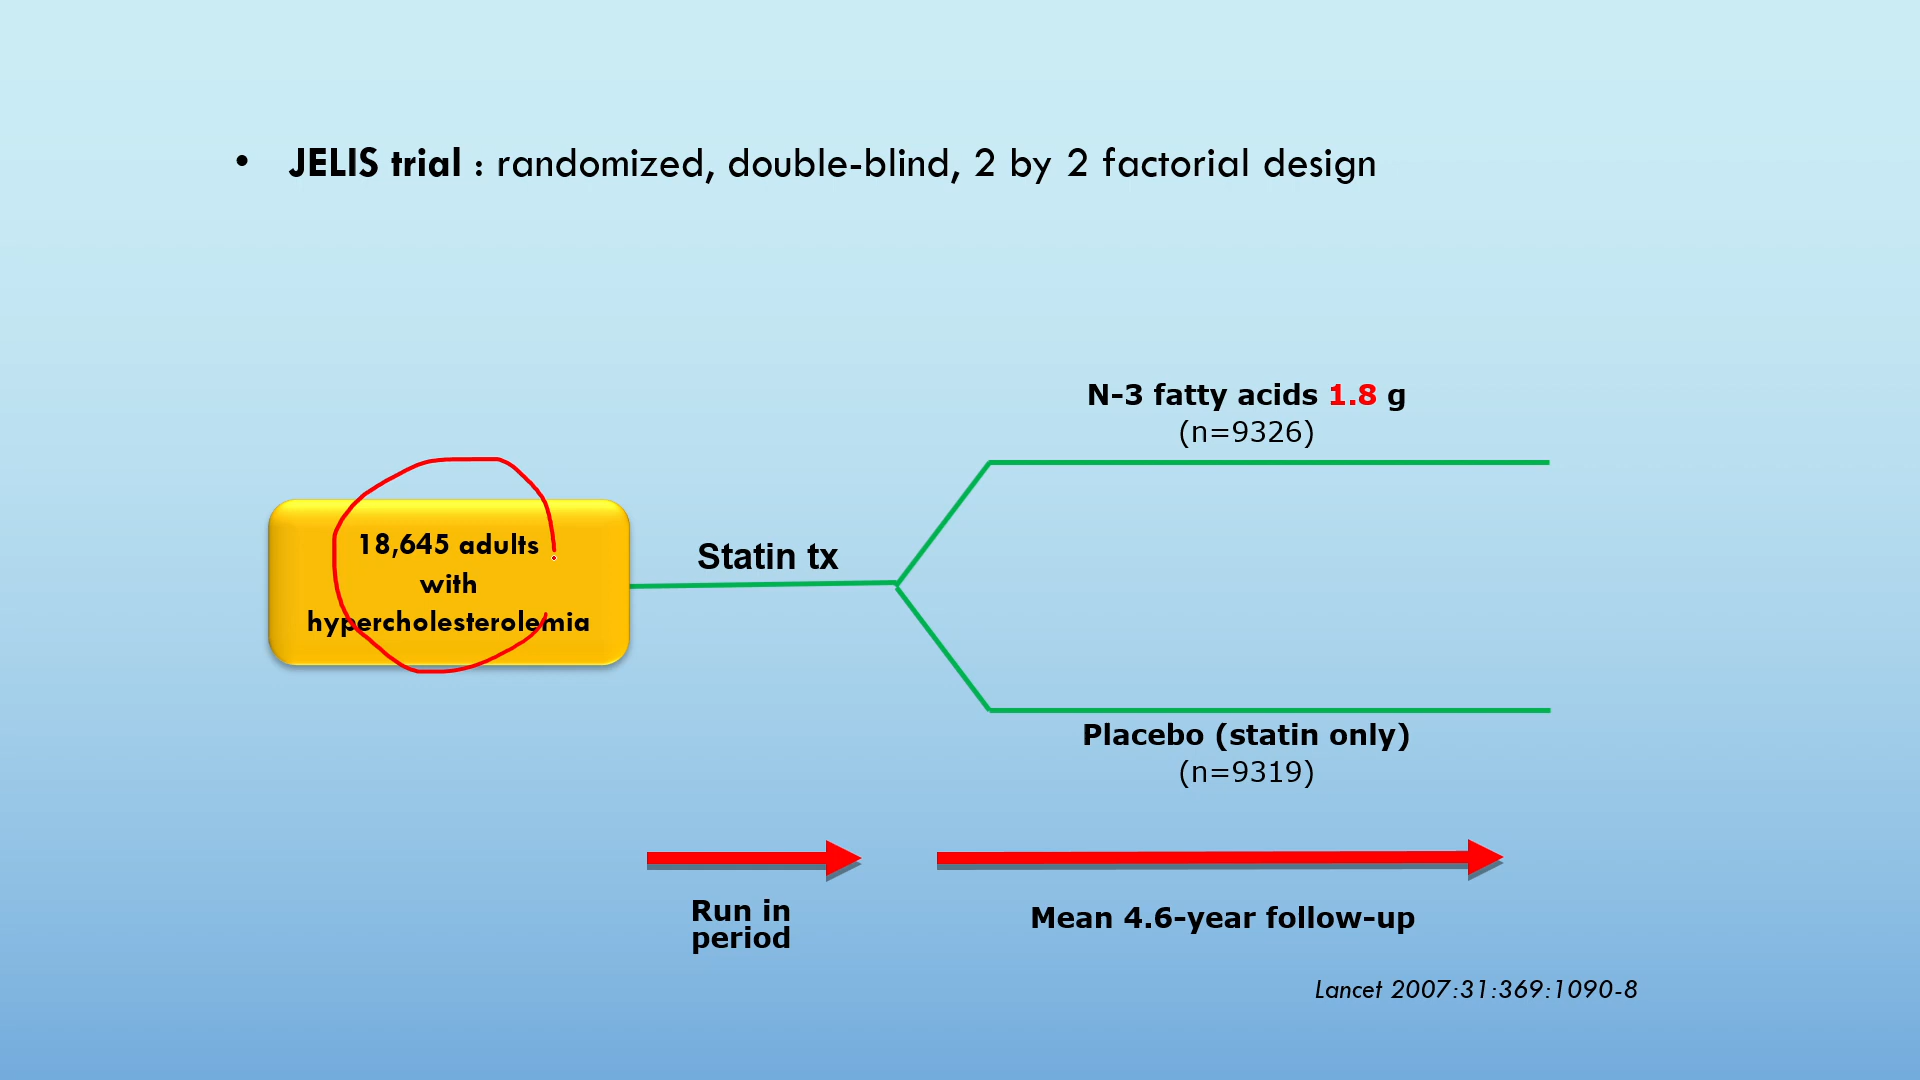 • JELIS trial : randomized, double-blind, 2 by 2 factorial design
N-3 fatty acids 1.8 g
(n=9326)
18,645 adults
with
hypercholesterolemia
Statin tx
Placebo (statin only)
(n=9319)
Run in
period
Mean 4.6-year follow-up
Lancet 2007:31:369:1090-8